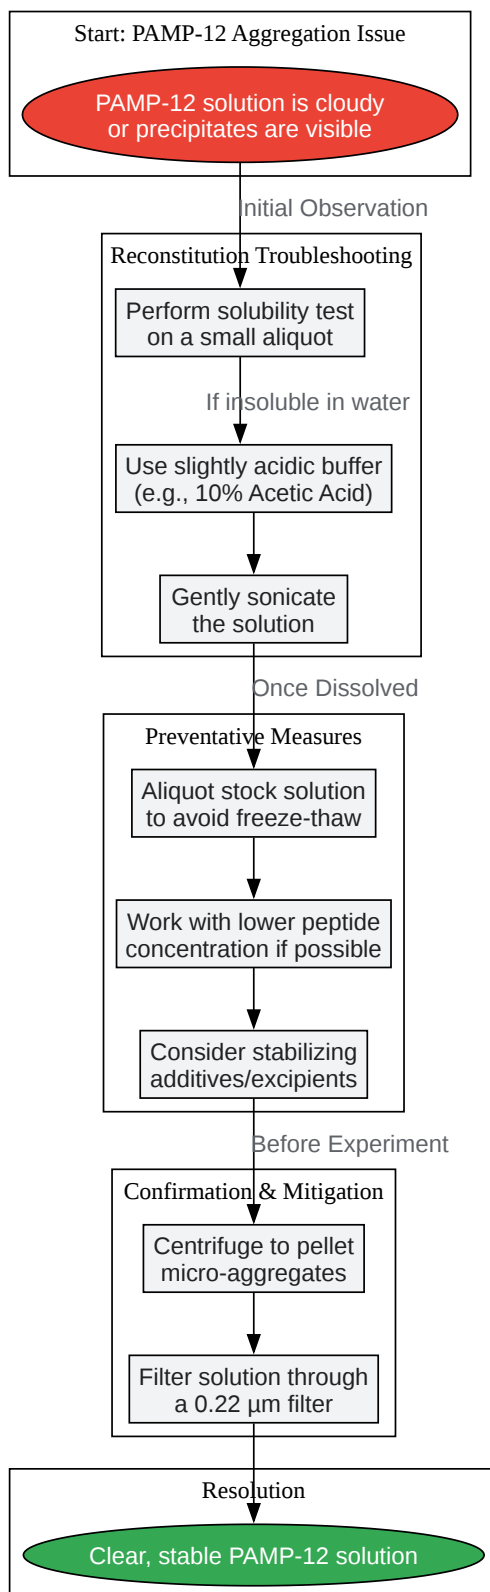 Start: PAMP-12 Aggregation Issue
PAMP-12 solution is cloudy
or precipitates are visible
Initial Observation
Reconstitution Troubleshooting
Perform solubility test
on a small aliquot
If insoluble in water
Use slightly acidic buffer
(e.g., 10% Acetic Acid)
Gently sonicate
the solution
Once Dissolved
Preventative Measures
Aliquot stock solution
to avoid freeze-thaw
Work with lower peptide
concentration if possible
Consider stabilizing
additives/excipients
Before Experiment
Confirmation & Mitigation
Centrifuge to pellet
micro-aggregates
Filter solution through
a 0.22 µm filter
Resolution
Clear, stable PAMP-12 solution